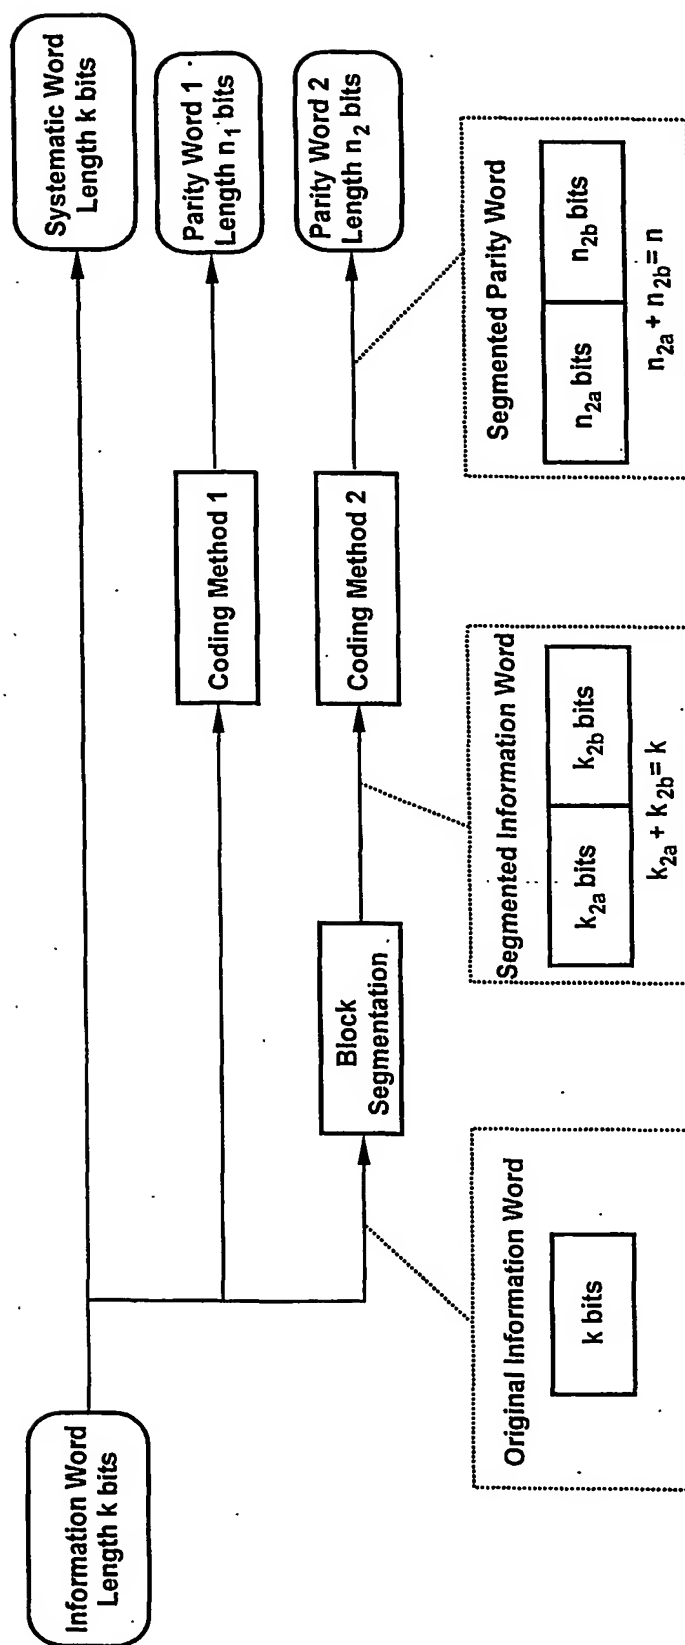 Information Word
Length k bits
Systematic Word
Length k bits
Coding Method 1
Parity Word 1
Length n₁ bits
Block
Segmentation
Coding Method 2
Parity Word 2
Length n₂ bits
Original Information Word
k bits
Segmented Information Word
k₂ₐ bits
k₂b bits
k₂ₐ + k₂b = k
Segmented Parity Word
n₂ₐ bits
n₂b bits
n₂ₐ + n₂b = n